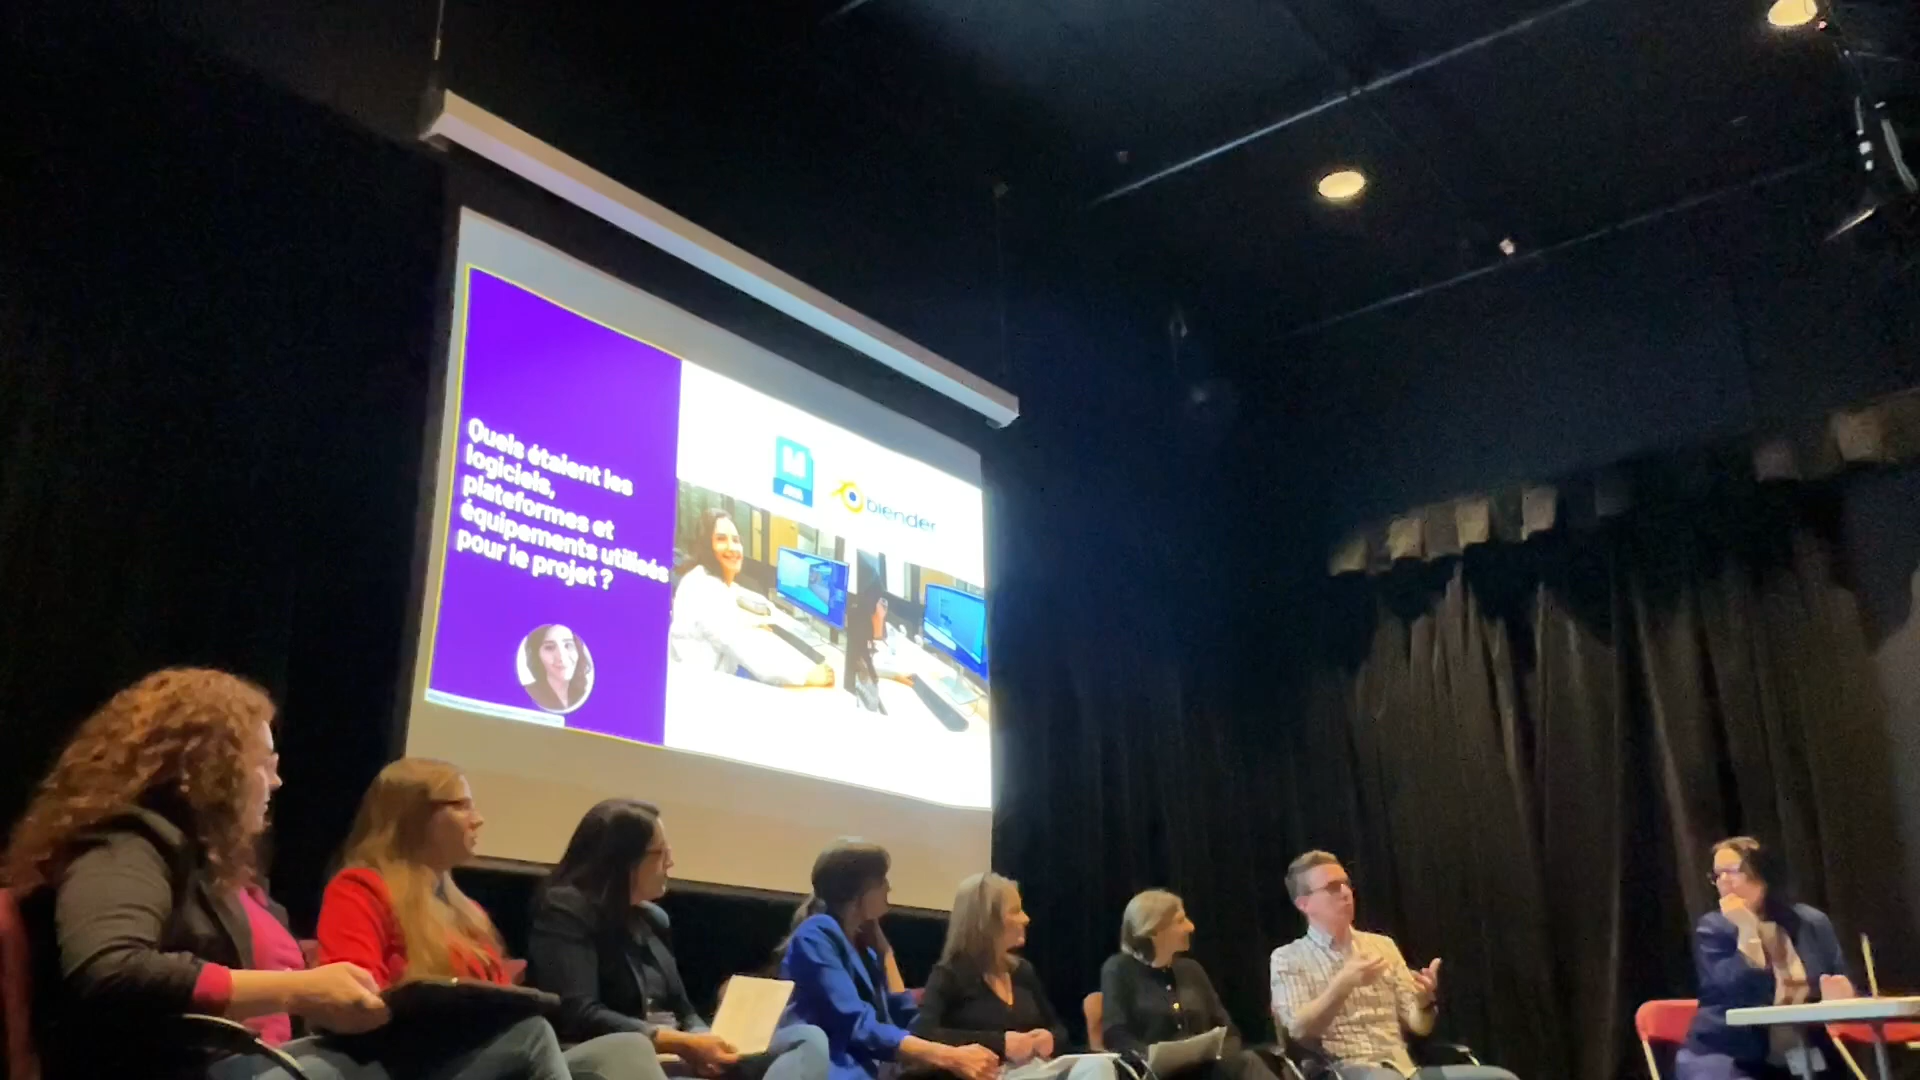 Quels étaient les
logiciels,
plateformes et
équipements utilisés
pour le projet ?
M
blender